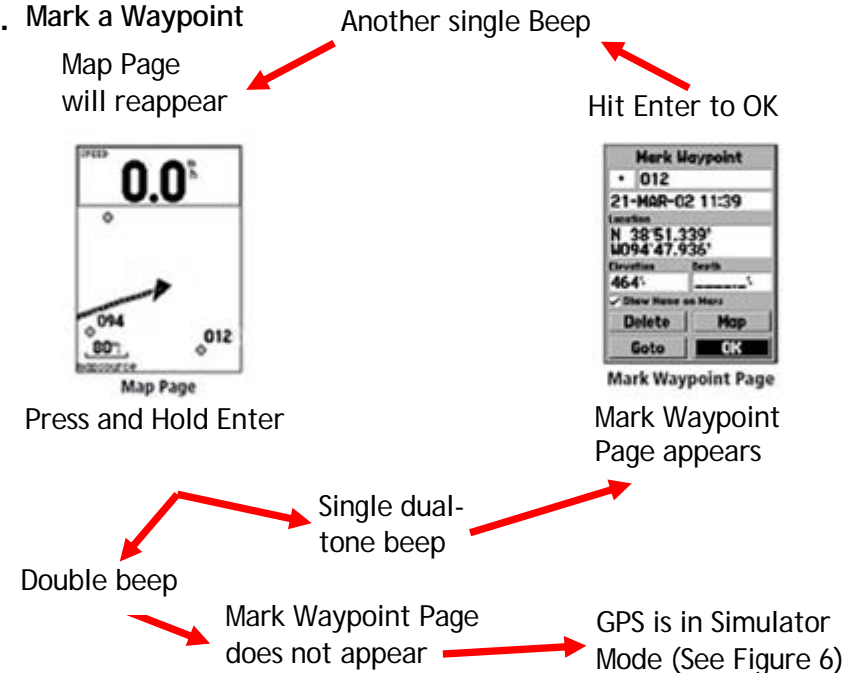 . Mark a Waypoint
Another single Beep
Map Page
will reappear
Hit Enter to OK
SPEED
0.0 m/h
094
012
80
mapsource
Map Page
Press and Hold Enter
Mark Waypoint
012
21-MAR-02 11:39
Location
N 38°51.339'
W094°47.936'
Elevation Depth
464
Show Name on Maps
Delete Map
Goto OK
Mark Waypoint Page
Mark Waypoint
Page appears
Single dual-
tone beep
Double beep
Mark Waypoint Page
does not appear
GPS is in Simulator
Mode (See Figure 6)